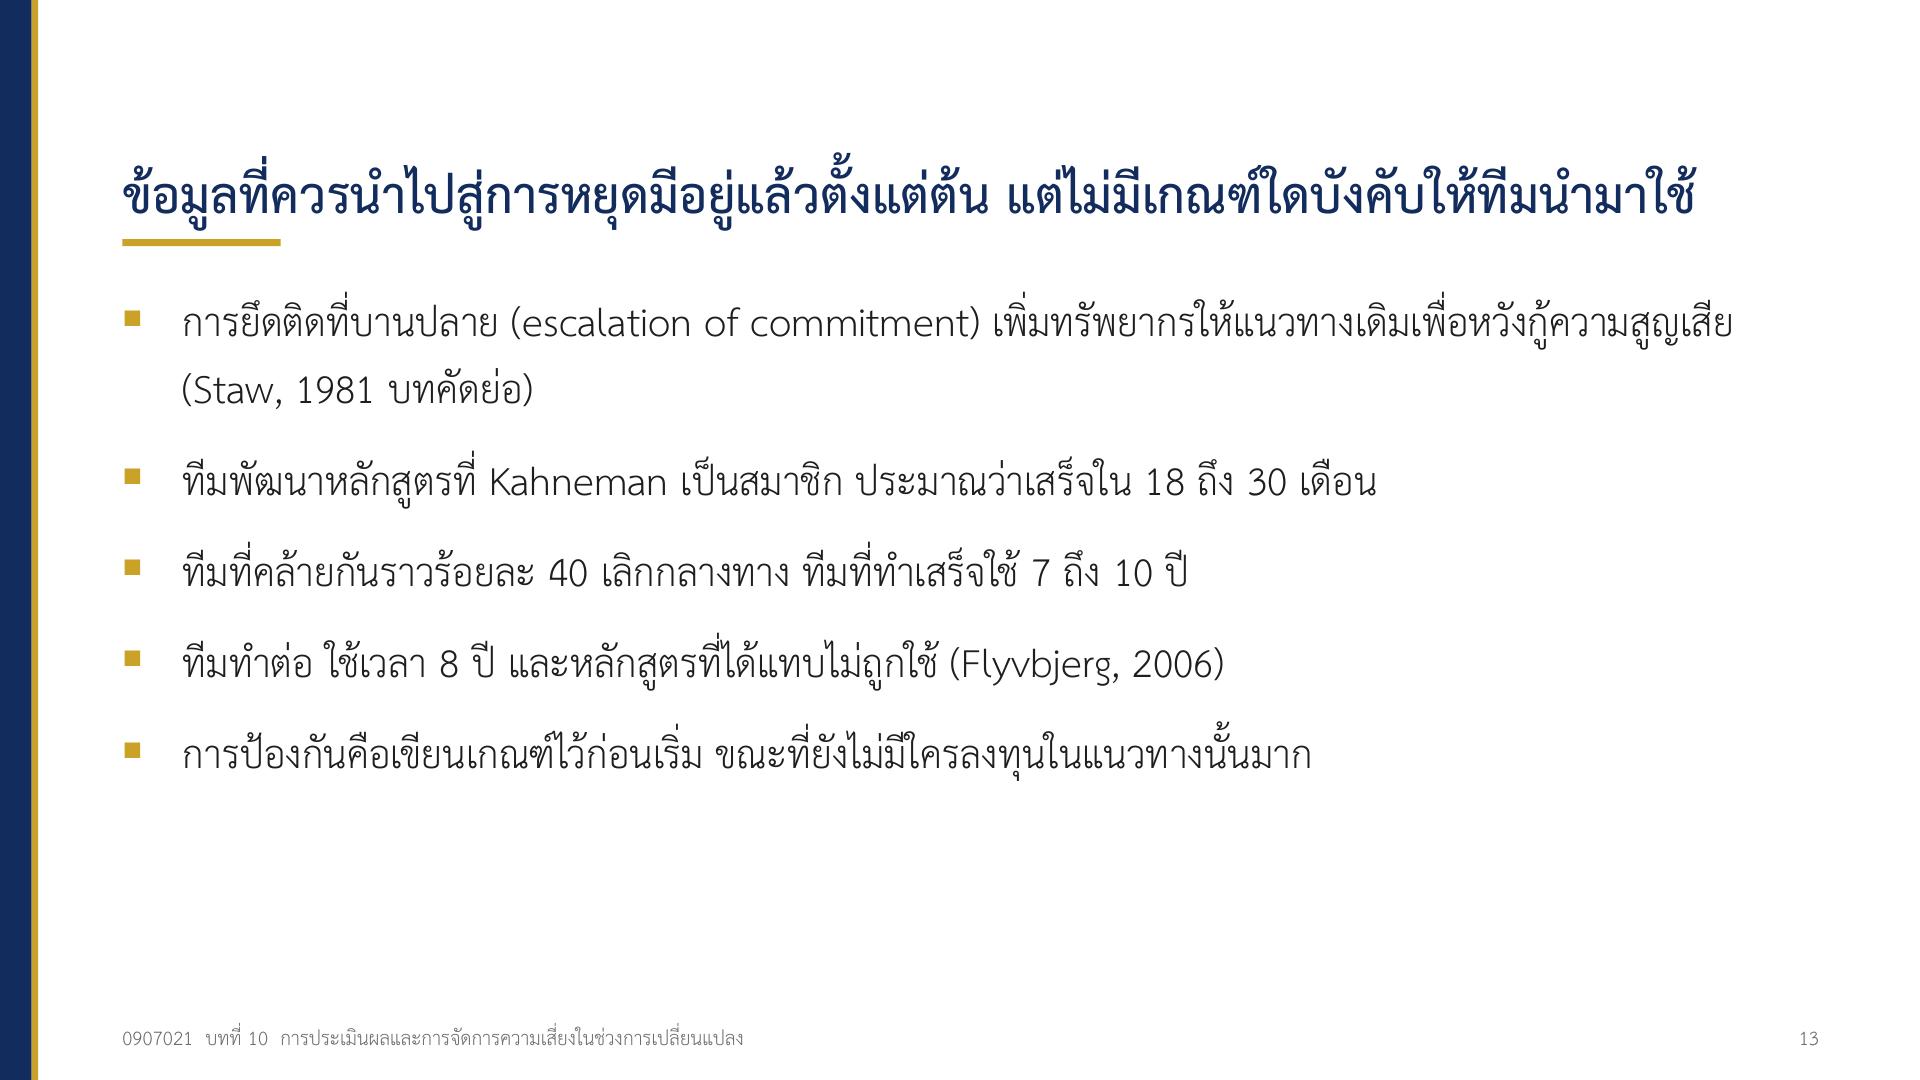 ข้อมูลที่ควรนำไปสู่การหยุดมีอยู่แล้วตั้งแต่ต้น แต่ไม่มีเกณฑ์ใดบังคับให้ทีมนำมาใช้
▪ การยึดติดที่บานปลาย (escalation of commitment) เพิ่มทรัพยากรให้แนวทางเดิมเพื่อหวังกู้ความสูญเสีย
(Staw, 1981 บทคัดย่อ)
▪ ทีมพัฒนาหลักสูตรที่ Kahneman เป็นสมาชิก ประมาณว่าเสร็จใน 18 ถึง 30 เดือน
▪ ทีมที่คล้ายกันราวร้อยละ 40 เลิกกลางทาง ทีมที่ทำเสร็จใช้ 7 ถึง 10 ปี
▪ ทีมทำต่อ ใช้เวลา 8 ปี และหลักสูตรที่ได้แทบไม่ถูกใช้ (Flyvbjerg, 2006)
▪ การป้องกันคือเขียนเกณฑ์ไว้ก่อนเริ่ม ขณะที่ยังไม่มีใครลงทุนในแนวทางนั้นมาก
0907021 บทที่ 10 การประเมินผลและการจัดการความเสี่ยงในช่วงการเปลี่ยนแปลง
13